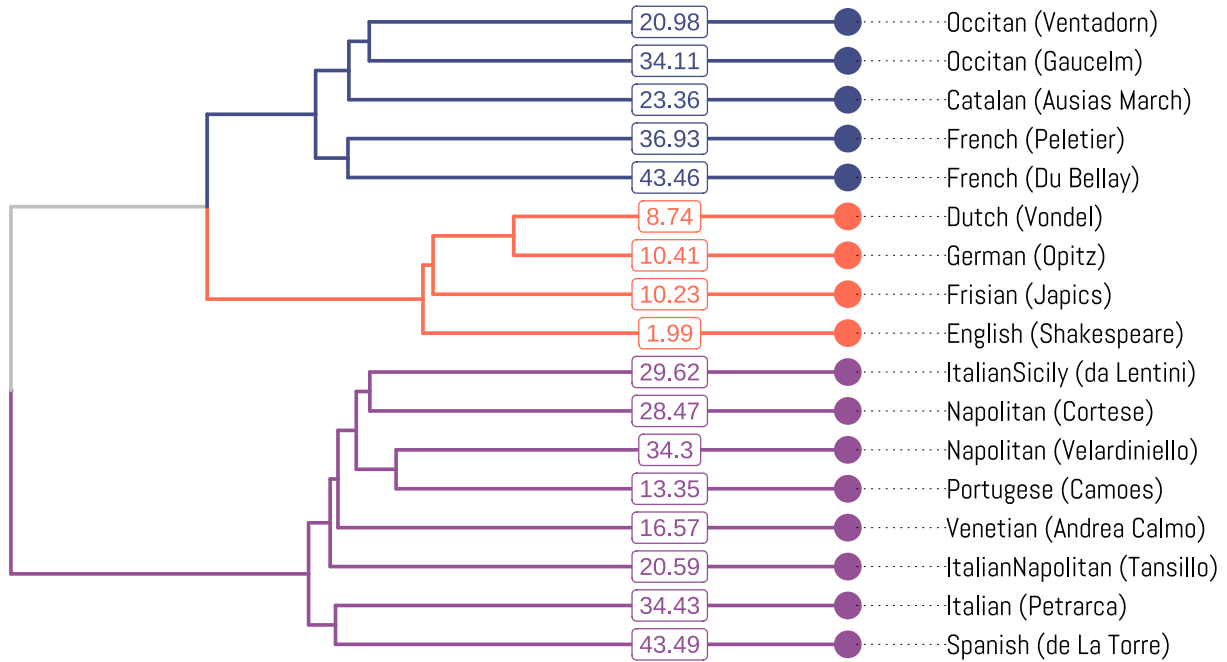 20.98 Occitan (Ventadorn)
34.11 Occitan (Gaucelm)
23.36 Catalan (Ausias March)
36.93 French (Peletier)
43.46 French (Du Bellay)
8.74 Dutch (Vondel)
10.41 German (Opitz)
10.23 Frisian (Japics)
1.99 English (Shakespeare)
29.62 ItalianSicily (da Lentini)
28.47 Napolitan (Cortese)
34.3 Napolitan (Velardiniello)
13.35 Portugese (Camoes)
16.57 Venetian (Andrea Calmo)
20.59 ItalianNapolitan (Tansillo)
34.43 Italian (Petrarca)
43.49 Spanish (de La Torre)